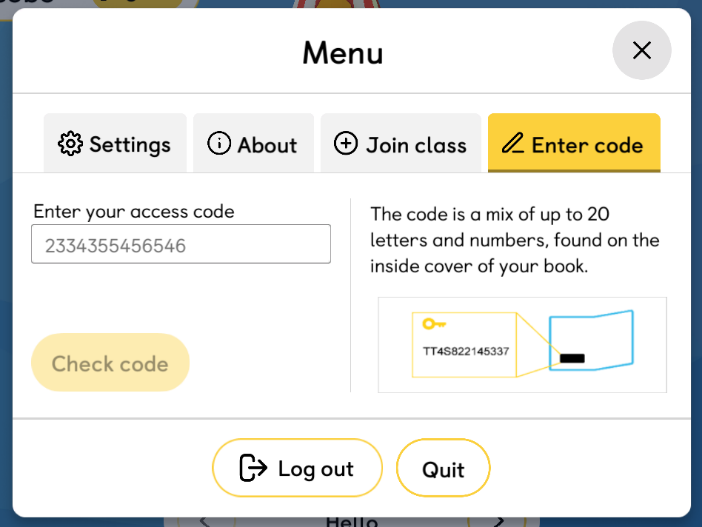 Menu
Settings
About
Join class
Enter code
Enter your access code
2334355456546
Check code
The code is a mix of up to 20
letters and numbers, found on the
inside cover of your book.
TT4S822145337
Log out
Quit
Hello